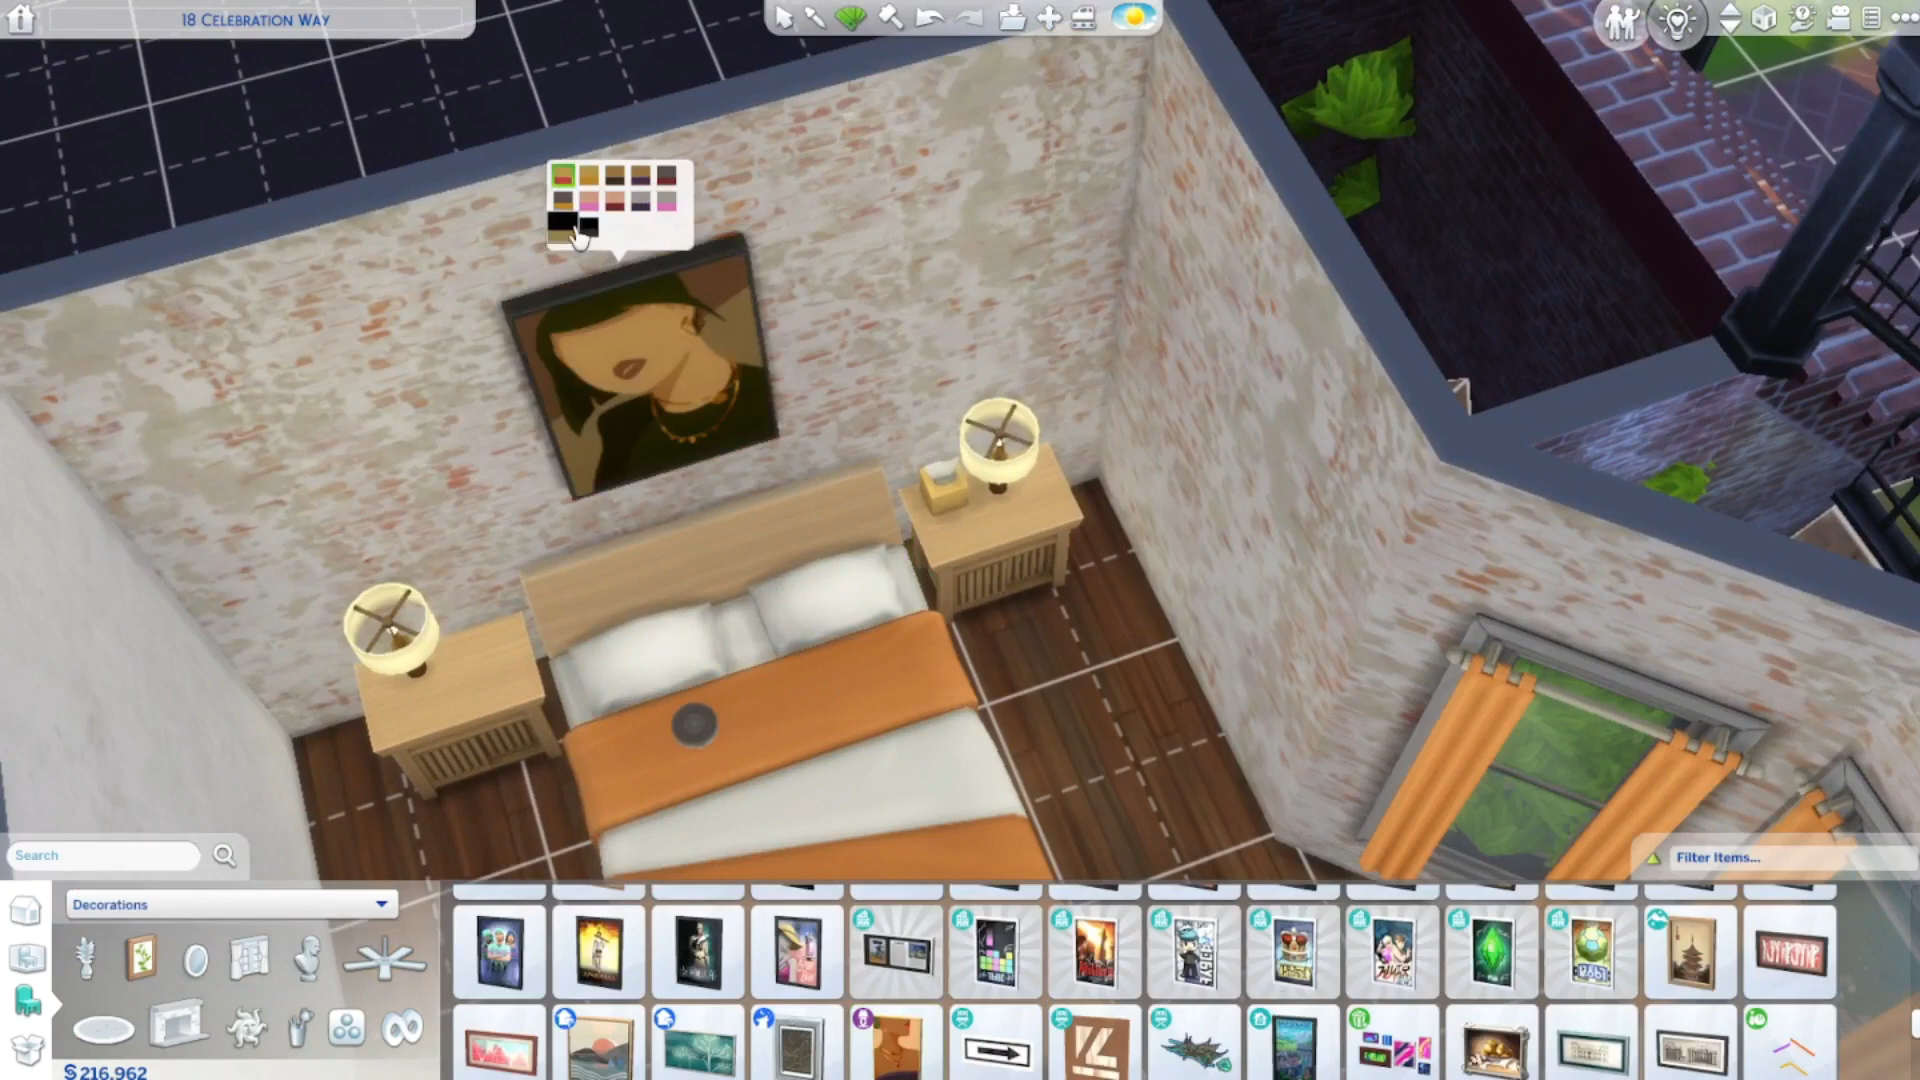 18 Celebration Way
Search
Filter Items...
Decorations
$216,962